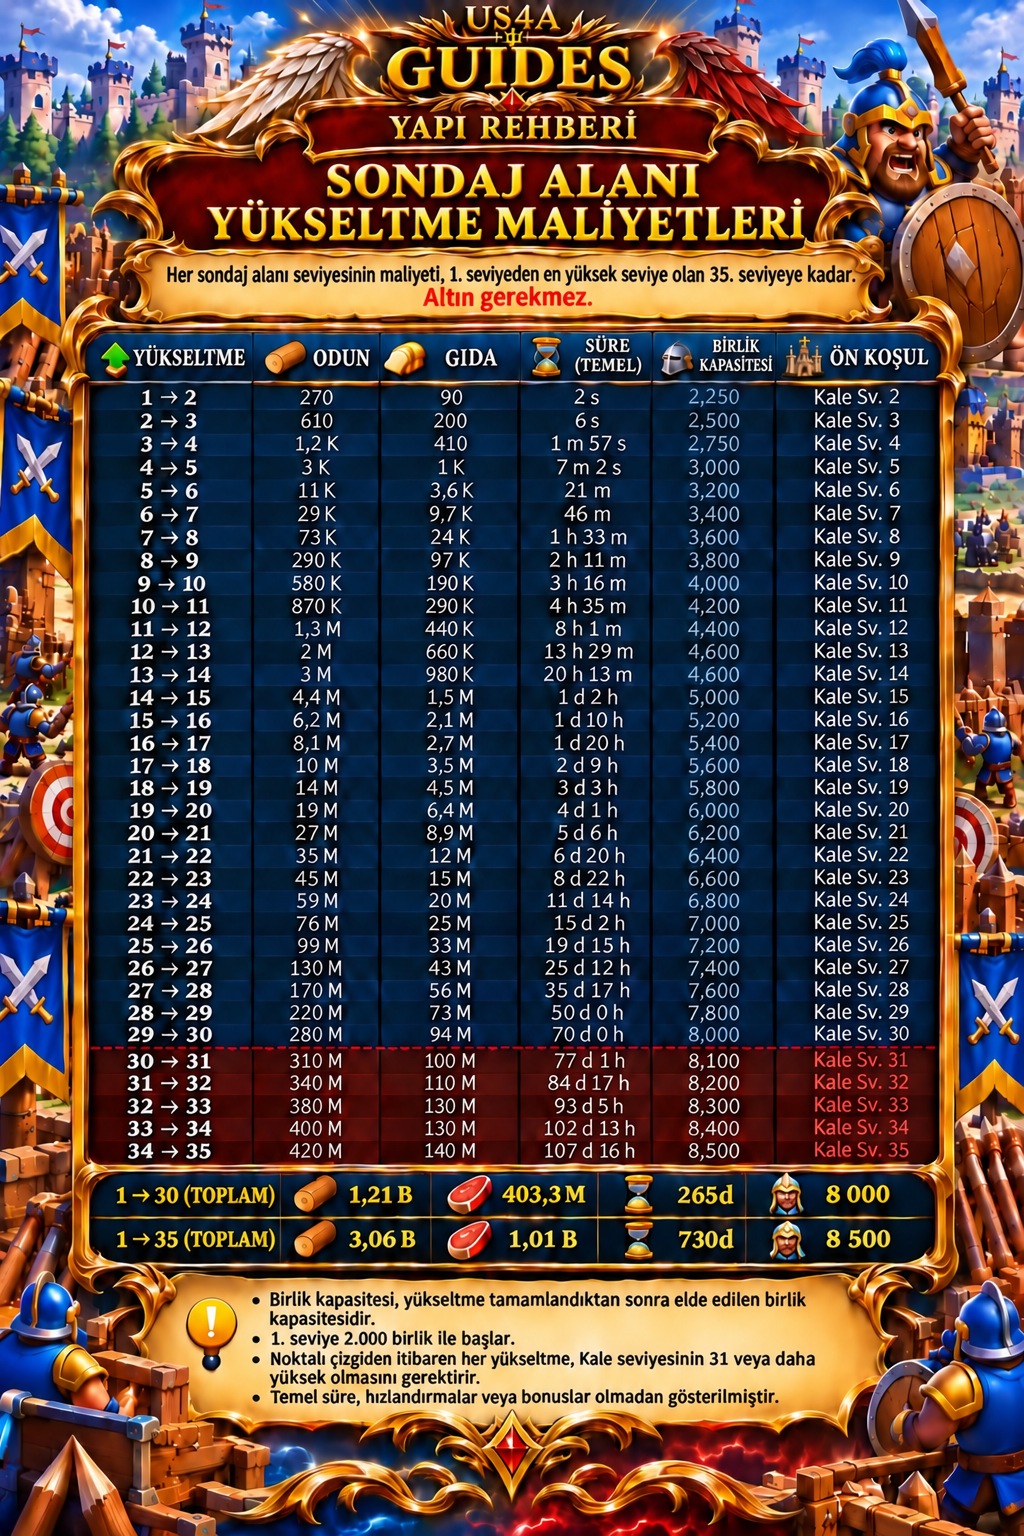 US4A
GUIDES
YAPI REHBERİ
SONDAJ ALANI
YÜKSELTME MALİYETLERİ
Her sondaj alanı seviyesinin maliyeti, 1. seviyeden en yüksek seviye olan 35. seviyeye kadar.
Altın gerekmez.
YÜKSELTME ODUN GIDA SÜRE (TEMEL) BİRLİK KAPASİTESİ ÖN KOŞUL
1 → 2 270 90 2 s 2,250 Kale Sv. 2
2 → 3 610 200 6 s 2,500 Kale Sv. 3
3 → 4 1,2 K 410 1 m 57 s 2,750 Kale Sv. 4
4 → 5 3 K 1 K 7 m 2 s 3,000 Kale Sv. 5
5 → 6 11 K 3,6 K 21 m 3,200 Kale Sv. 6
6 → 7 29 K 9,7 K 46 m 3,400 Kale Sv. 7
7 → 8 73 K 24 K 1 h 33 m 3,600 Kale Sv. 8
8 → 9 290 K 97 K 2 h 11 m 3,800 Kale Sv. 9
9 → 10 580 K 190 K 3 h 16 m 4,000 Kale Sv. 10
10 → 11 870 K 290 K 4 h 35 m 4,200 Kale Sv. 11
11 → 12 1,3 M 440 K 8 h 1 m 4,400 Kale Sv. 12
12 → 13 2 M 660 K 13 h 29 m 4,600 Kale Sv. 13
13 → 14 3 M 980 K 20 h 13 m 4,600 Kale Sv. 14
14 → 15 4,4 M 1,5 M 1 d 2 h 5,000 Kale Sv. 15
15 → 16 6,2 M 2,1 M 1 d 10 h 5,200 Kale Sv. 16
16 → 17 8,1 M 2,7 M 1 d 20 h 5,400 Kale Sv. 17
17 → 18 10 M 3,5 M 2 d 9 h 5,600 Kale Sv. 18
18 → 19 14 M 4,5 M 3 d 3 h 5,800 Kale Sv. 19
19 → 20 19 M 6,4 M 4 d 1 h 6,000 Kale Sv. 20
20 → 21 27 M 8,9 M 5 d 6 h 6,200 Kale Sv. 21
21 → 22 35 M 12 M 6 d 20 h 6,400 Kale Sv. 22
22 → 23 45 M 15 M 8 d 22 h 6,600 Kale Sv. 23
23 → 24 59 M 20 M 11 d 14 h 6,800 Kale Sv. 24
24 → 25 76 M 25 M 15 d 2 h 7,000 Kale Sv. 25
25 → 26 99 M 33 M 19 d 15 h 7,200 Kale Sv. 26
26 → 27 130 M 43 M 25 d 12 h 7,400 Kale Sv. 27
27 → 28 170 M 56 M 35 d 17 h 7,600 Kale Sv. 28
28 → 29 220 M 73 M 50 d 0 h 7,800 Kale Sv. 29
29 → 30 280 M 94 M 70 d 0 h 8,000 Kale Sv. 30
30 → 31 310 M 100 M 77 d 1 h 8,100 Kale Sv. 31
31 → 32 340 M 110 M 84 d 17 h 8,200 Kale Sv. 32
32 → 33 380 M 130 M 93 d 5 h 8,300 Kale Sv. 33
33 → 34 400 M 130 M 102 d 13 h 8,400 Kale Sv. 34
34 → 35 420 M 140 M 107 d 16 h 8,500 Kale Sv. 35
1 → 30 (TOPLAM) 1,21 B 403,3 M 265d 8 000
1 → 35 (TOPLAM) 3,06 B 1,01 B 730d 8 500
• Birlik kapasitesi, yükseltme tamamlandıktan sonra elde edilen birlik
kapasitesidir.
• 1. seviye 2.000 birlik ile başlar.
• Noktalı çizgiden itibaren her yükseltme, Kale seviyesinin 31 veya daha
yüksek olmasını gerektirir.
• Temel süre, hızlandırmalar veya bonuslar olmadan gösterilmiştir.